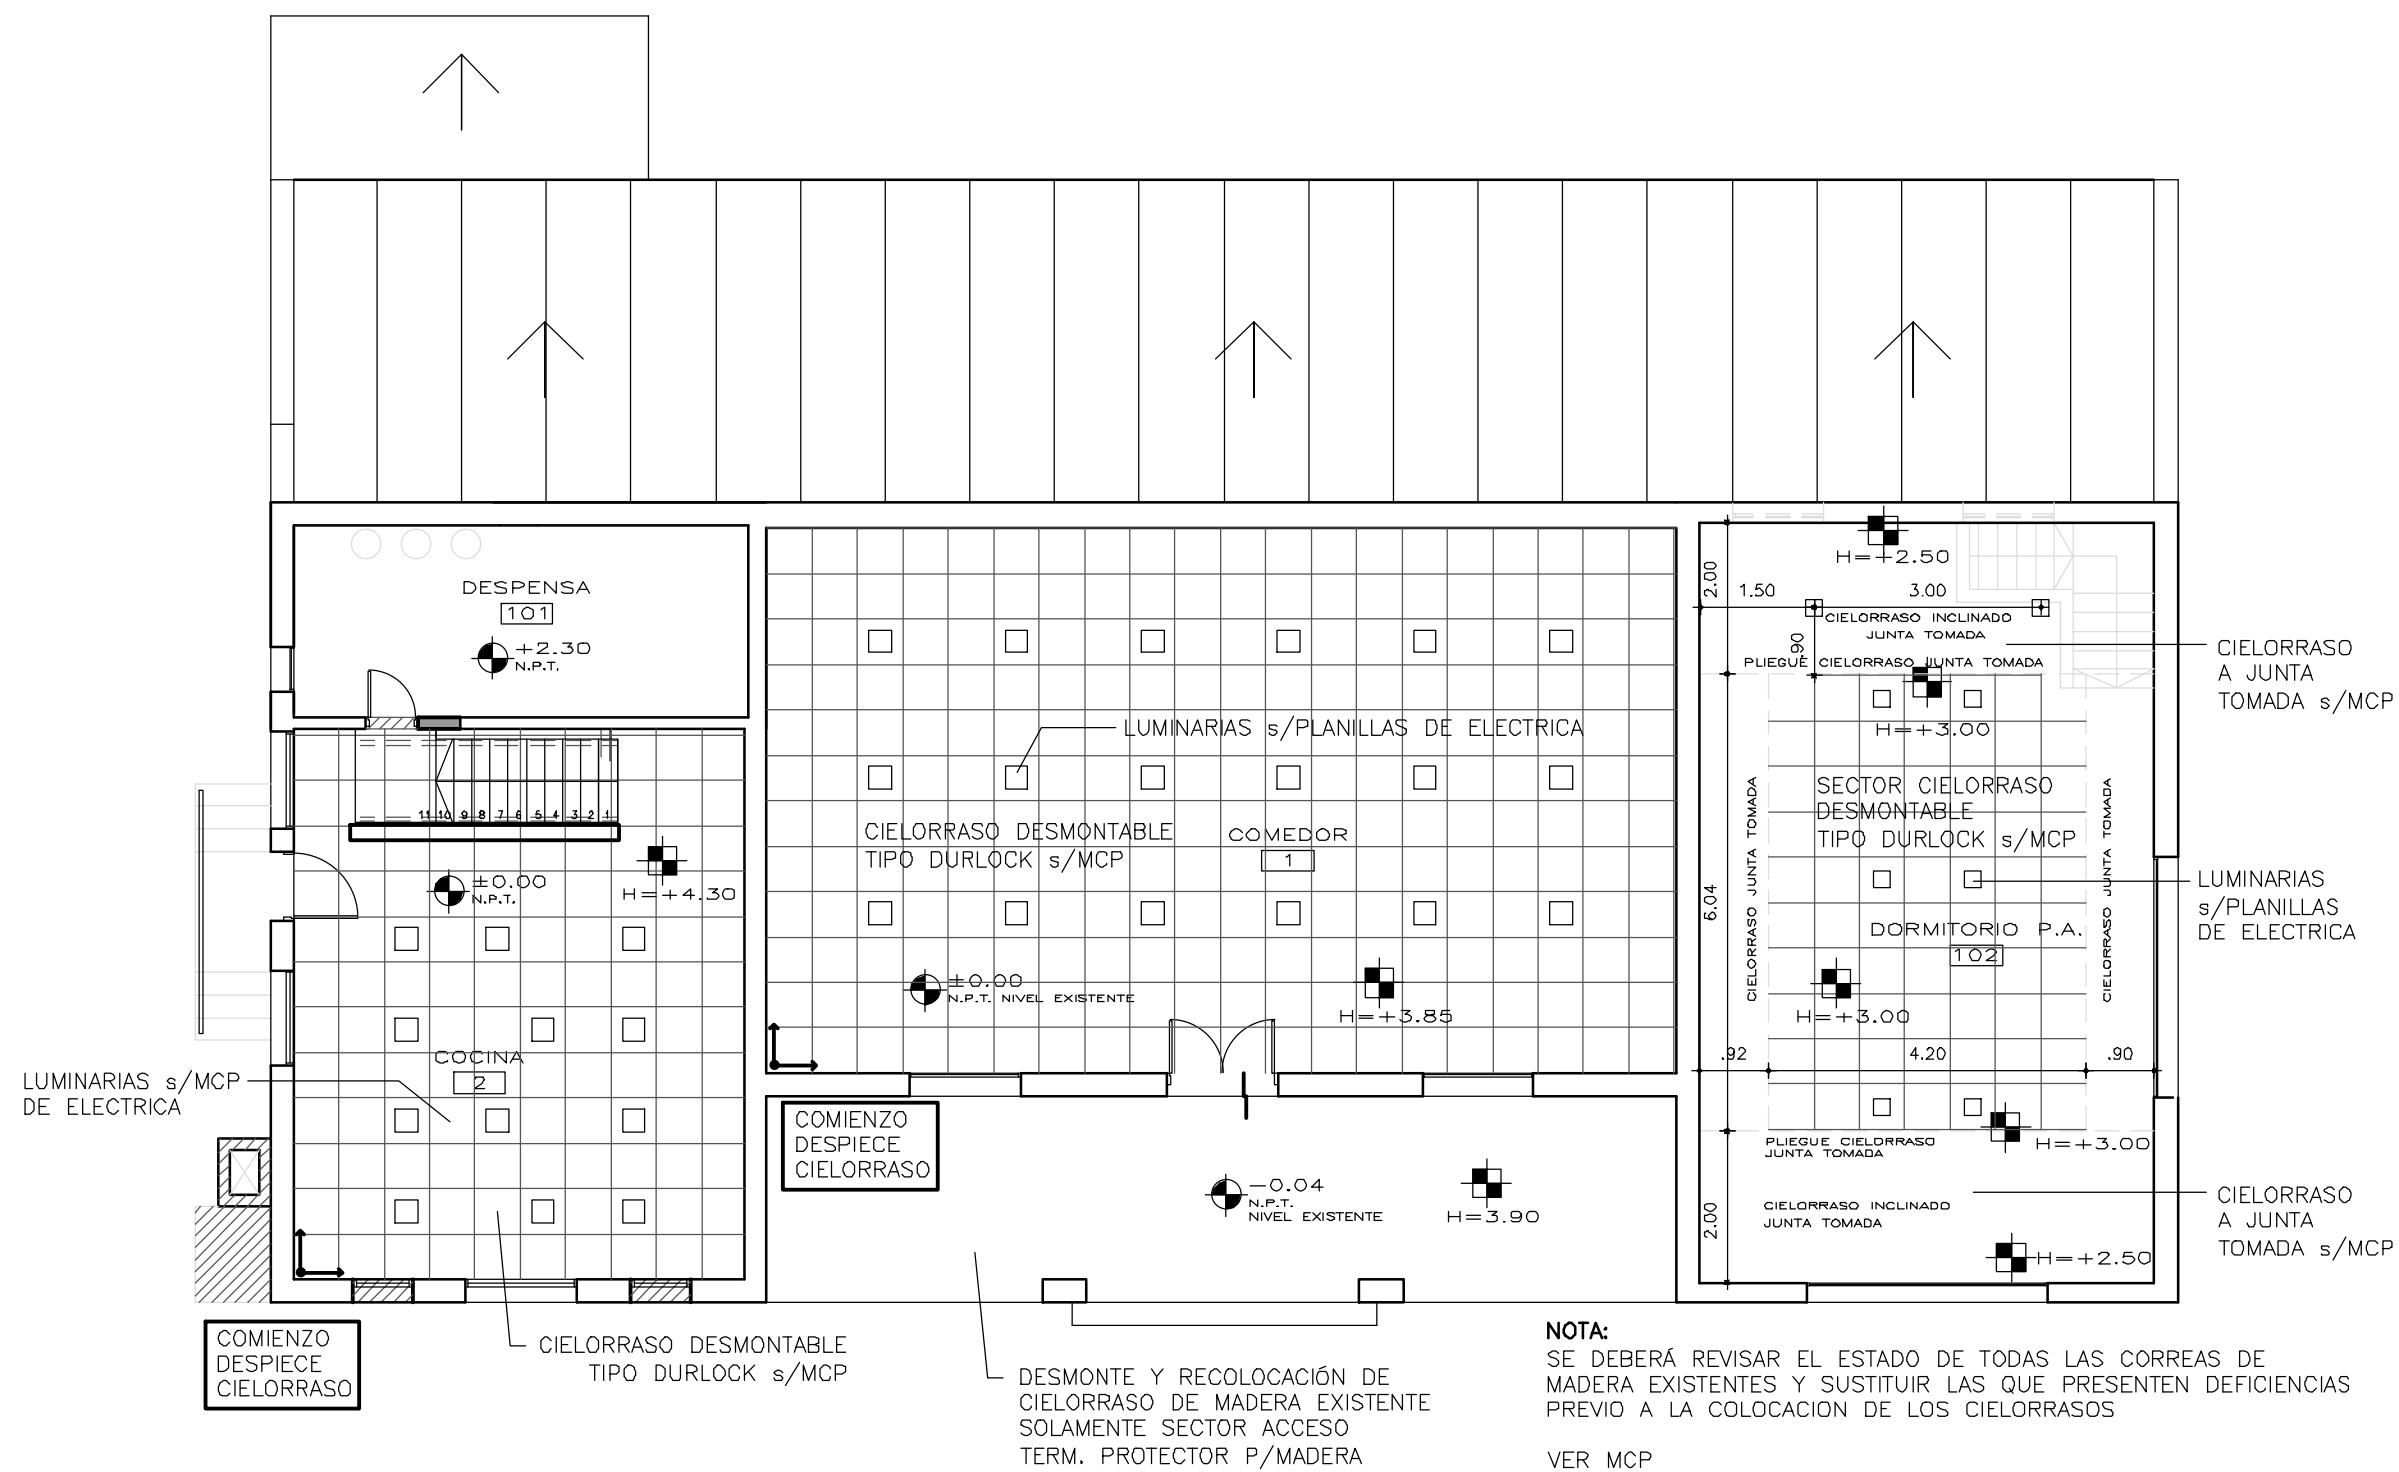 DESPENSA
101
+2.30
N.P.T.
11 10 9 8 7 6 5 4 3 2 1
±0.00
N.P.T.
H=+4.30
COCINA
2
LUMINARIAS s/MCP
DE ELECTRICA
COMIENZO
DESPIECE
CIELORRASO
CIELORRASO DESMONTABLE
TIPO DURLOCK s/MCP
LUMINARIAS s/PLANILLAS DE ELECTRICA
CIELORRASO DESMONTABLE
TIPO DURLOCK s/MCP
COMEDOR
1
±0.00
N.P.T. NIVEL EXISTENTE
H=+3.85
COMIENZO
DESPIECE
CIELORRASO
-0.04
N.P.T.
NIVEL EXISTENTE
H=3.90
DESMONTE Y RECOLOCACIÓN DE
CIELORRASO DE MADERA EXISTENTE
SOLAMENTE SECTOR ACCESO
TERM. PROTECTOR P/MADERA
H=+2.50
2.00
1.50
3.00
CIELORRASO INCLINADO
JUNTA TOMADA
.90
PLIEGUE CIELORRASO JUNTA TOMADA
H=+3.00
CIELORRASO
A JUNTA
TOMADA s/MCP
SECTOR CIELORRASO
DESMONTABLE
TIPO DURLOCK s/MCP
CIELORRASO JUNTA TOMADA
CIELORRASO JUNTA TOMADA
6.04
LUMINARIAS
s/PLANILLAS
DE ELECTRICA
DORMITORIO P.A.
102
H=+3.00
.92
4.20
.90
PLIEGUE CIELORRASO
JUNTA TOMADA
H=+3.00
2.00
CIELORRASO INCLINADO
JUNTA TOMADA
CIELORRASO
A JUNTA
TOMADA s/MCP
H=+2.50
NOTA:
SE DEBERÁ REVISAR EL ESTADO DE TODAS LAS CORREAS DE
MADERA EXISTENTES Y SUSTITUIR LAS QUE PRESENTEN DEFICIENCIAS
PREVIO A LA COLOCACION DE LOS CIELORRASOS
VER MCP